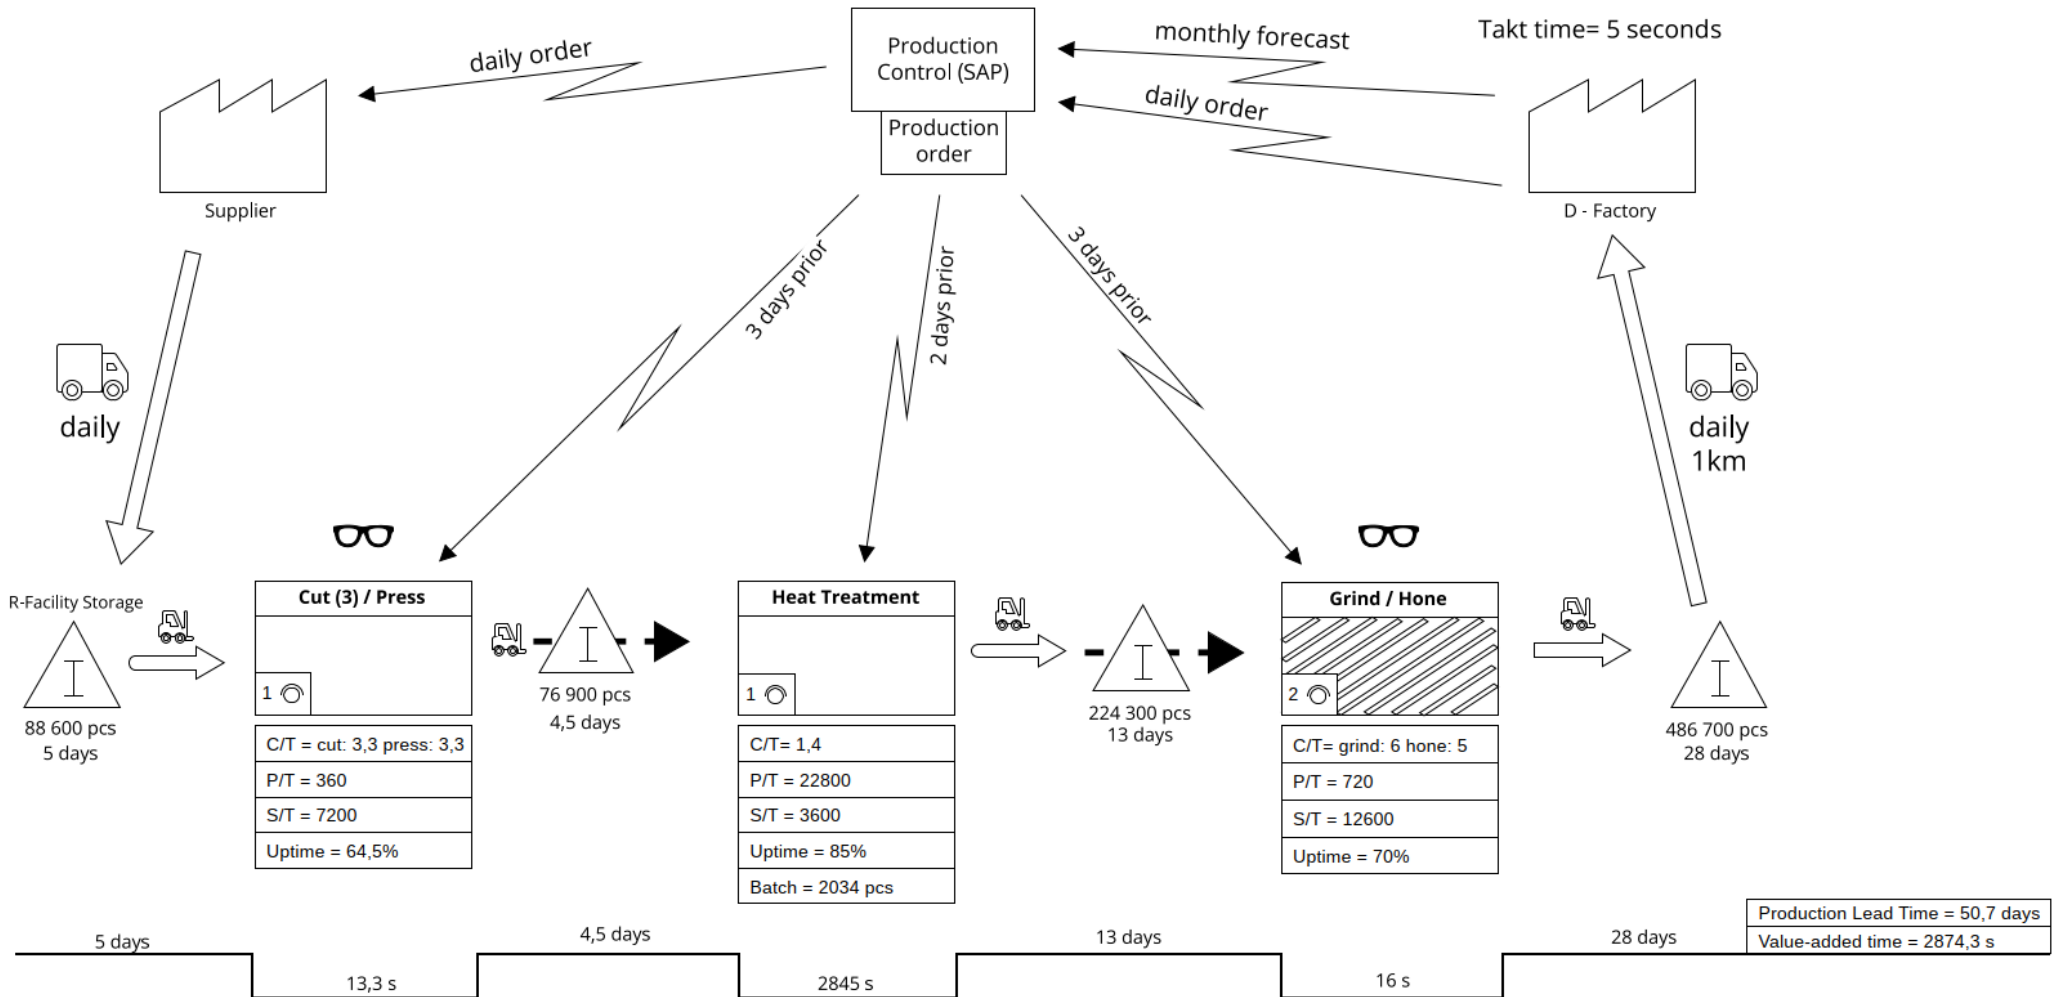 Takt time= 5 seconds
monthly forecast
daily order
Production
Control (SAP)
daily order
Production
order
Supplier
D - Factory
3 days prior
2 days prior
3 days prior
daily
daily
1km
R-Facility Storage
88 600 pcs
5 days
Cut (3) / Press
1
C/T = cut: 3,3 press: 3,3
P/T = 360
S/T = 7200
Uptime = 64,5%
I
76 900 pcs
4,5 days
Heat Treatment
1
C/T= 1,4
P/T = 22800
S/T = 3600
Uptime = 85%
Batch = 2034 pcs
I
224 300 pcs
13 days
Grind / Hone
2
C/T= grind: 6 hone: 5
P/T = 720
S/T = 12600
Uptime = 70%
I
486 700 pcs
28 days
I
5 days
13,3 s
4,5 days
2845 s
13 days
16 s
28 days
Production Lead Time = 50,7 days
Value-added time = 2874,3 s